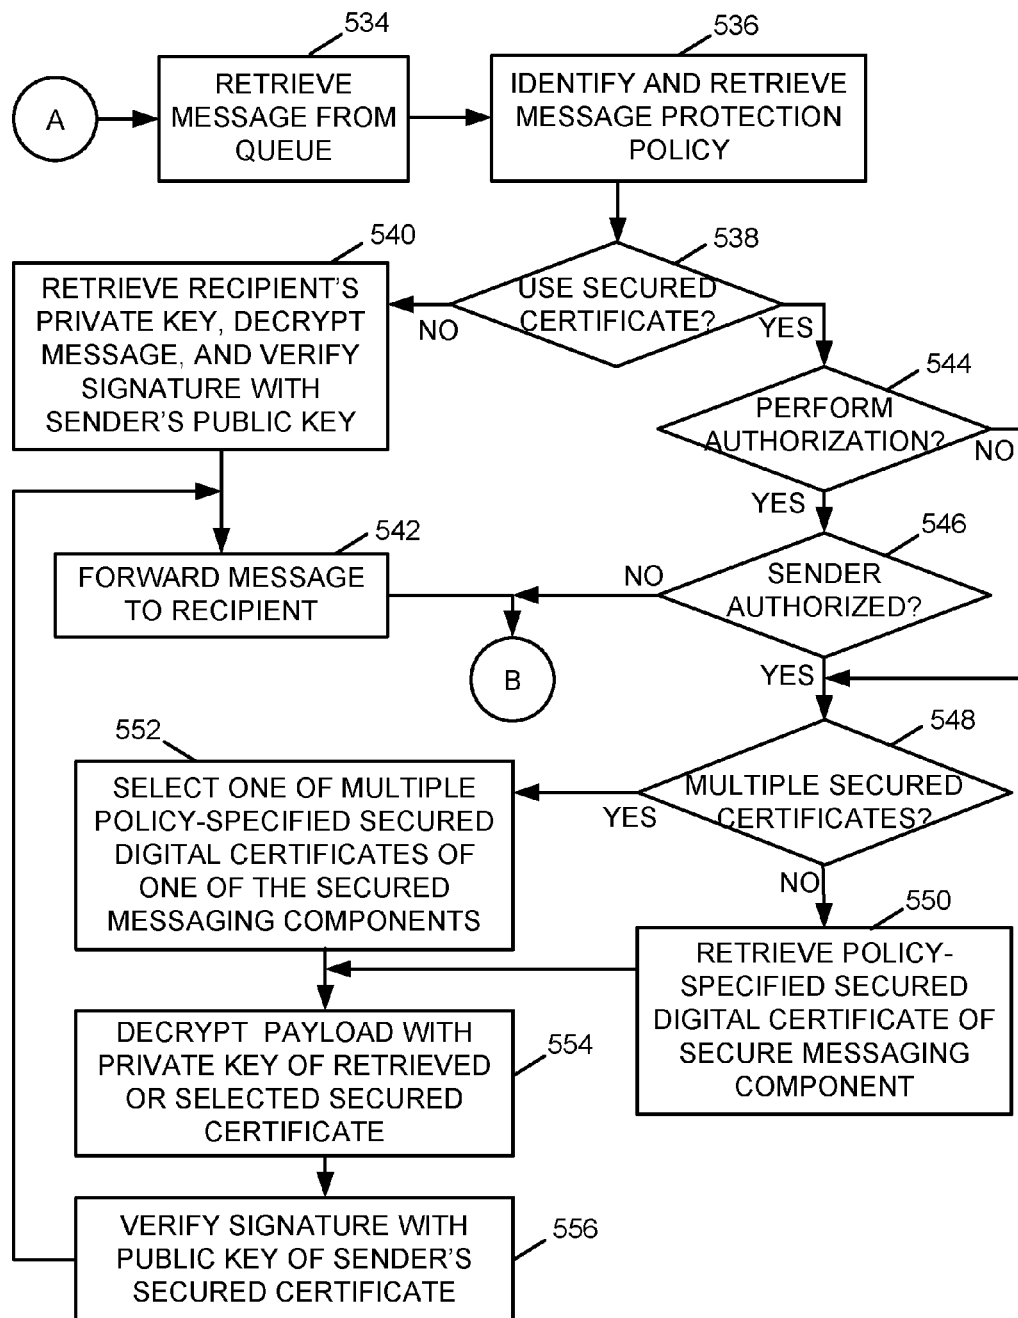 534
RETRIEVE
MESSAGE FROM
QUEUE
A
536
IDENTIFY AND RETRIEVE
MESSAGE PROTECTION
POLICY
538
USE SECURED
CERTIFICATE?
NO
YES
540
RETRIEVE RECIPIENT'S
PRIVATE KEY, DECRYPT
MESSAGE, AND VERIFY
SIGNATURE WITH
SENDER'S PUBLIC KEY
544
PERFORM
AUTHORIZATION?
NO
YES
542
FORWARD MESSAGE
TO RECIPIENT
546
SENDER
AUTHORIZED?
NO
YES
B
548
MULTIPLE SECURED
CERTIFICATES?
YES
NO
552
SELECT ONE OF MULTIPLE
POLICY-SPECIFIED SECURED
DIGITAL CERTIFICATES OF
ONE OF THE SECURED
MESSAGING COMPONENTS
550
RETRIEVE POLICY-
SPECIFIED SECURED
DIGITAL CERTIFICATE OF
SECURE MESSAGING
COMPONENT
554
DECRYPT PAYLOAD WITH
PRIVATE KEY OF RETRIEVED
OR SELECTED SECURED
CERTIFICATE
556
VERIFY SIGNATURE WITH
PUBLIC KEY OF SENDER'S
SECURED CERTIFICATE